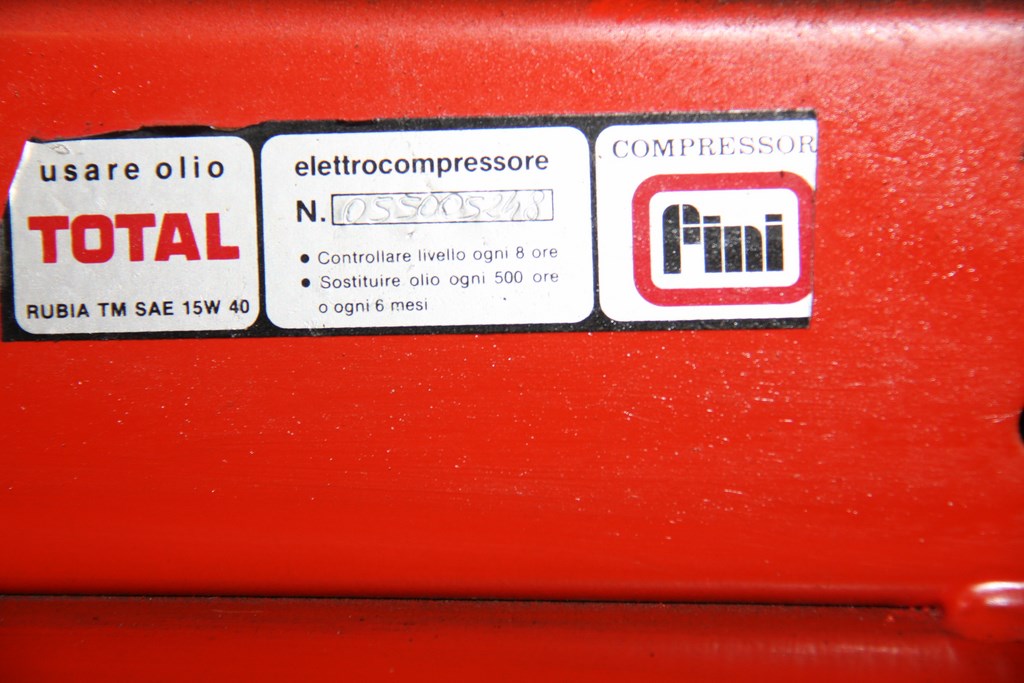 usare olio
TOTAL
RUBIA TM SAE 15W 40
elettrocompressore
N. 055005248
• Controllare livello ogni 8 ore
• Sostituire olio ogni 500 ore
o ogni 6 mesi
COMPRESSOR
fini